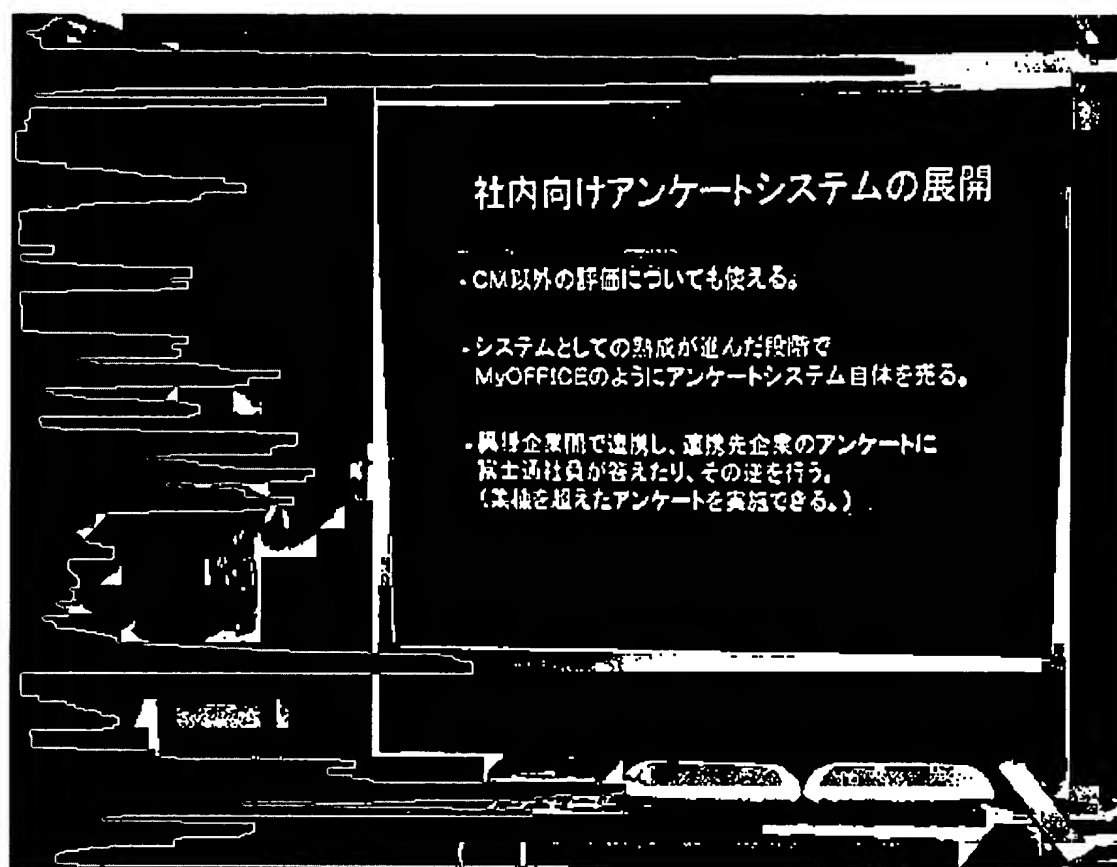 社内向けアンケートシステムの展開
・CM以外の評価についても使える。
・システムとしての熟成が進んだ段階で
MyOFFICEのようにアンケートシステム自体を売る。
・異種企業間で連携し、連携先企業のアンケートに
富士通社員が答えたり、その逆を行う。
(業種を超えたアンケートを実施できる。)